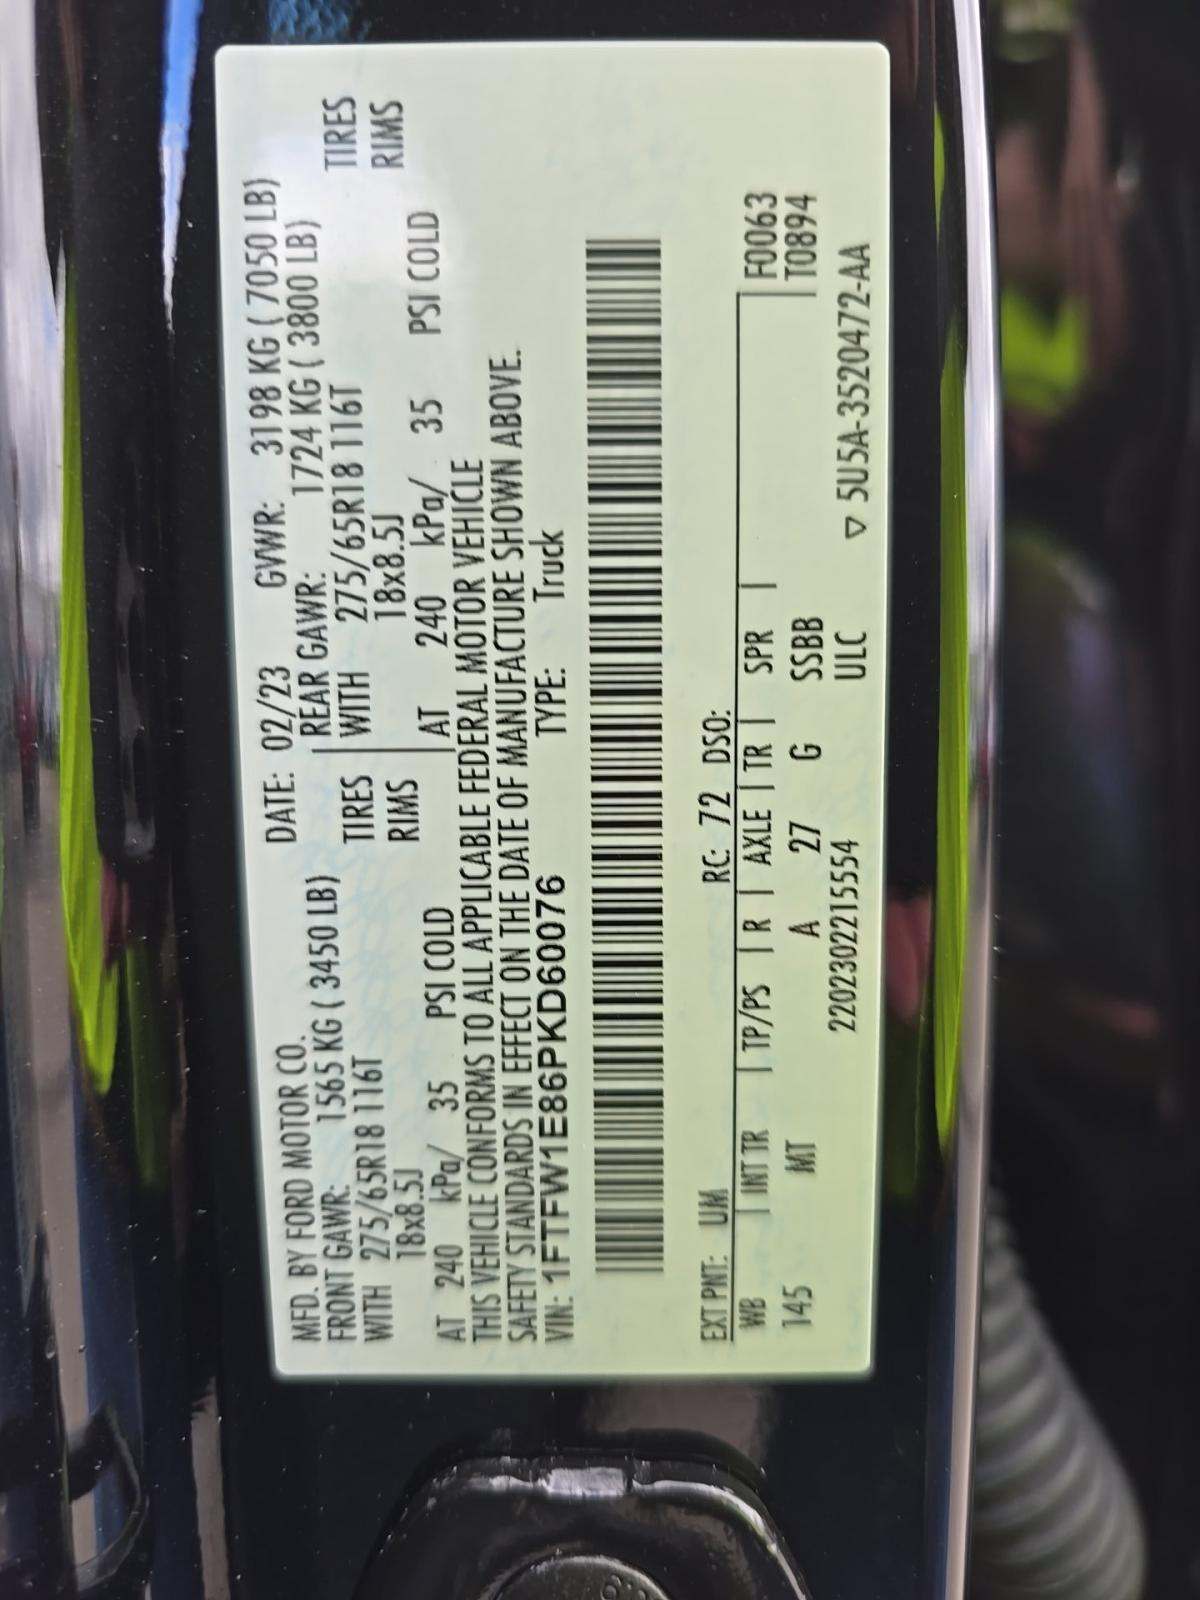 MFD. BY FORD MOTOR CO. DATE: 02/23 GVWR: 3198 KG ( 7050 LB)
FRONT GAWR: 1565 KG ( 3450 LB) REAR GAWR: 1724 KG ( 3800 LB)
WITH 275/65R18 116T TIRES WITH 275/65R18 116T TIRES
18x8.5J RIMS 18x8.5J RIMS
AT 240 kPa/ 35 PSI COLD AT 240 kPa/ 35 PSI COLD
THIS VEHICLE CONFORMS TO ALL APPLICABLE FEDERAL MOTOR VEHICLE
SAFETY STANDARDS IN EFFECT ON THE DATE OF MANUFACTURE SHOWN ABOVE.
VIN: 1FTFW1E86PKD60076 TYPE: Truck
EXT PNT: UM RC: 72 DSO:
WB | INT TR | TP/PS | R | AXLE | TR | SPR | F0063
145 MT A 27 G SSBB T0894
22023022215554 ULC ▽ 5U5A-3520472-AA